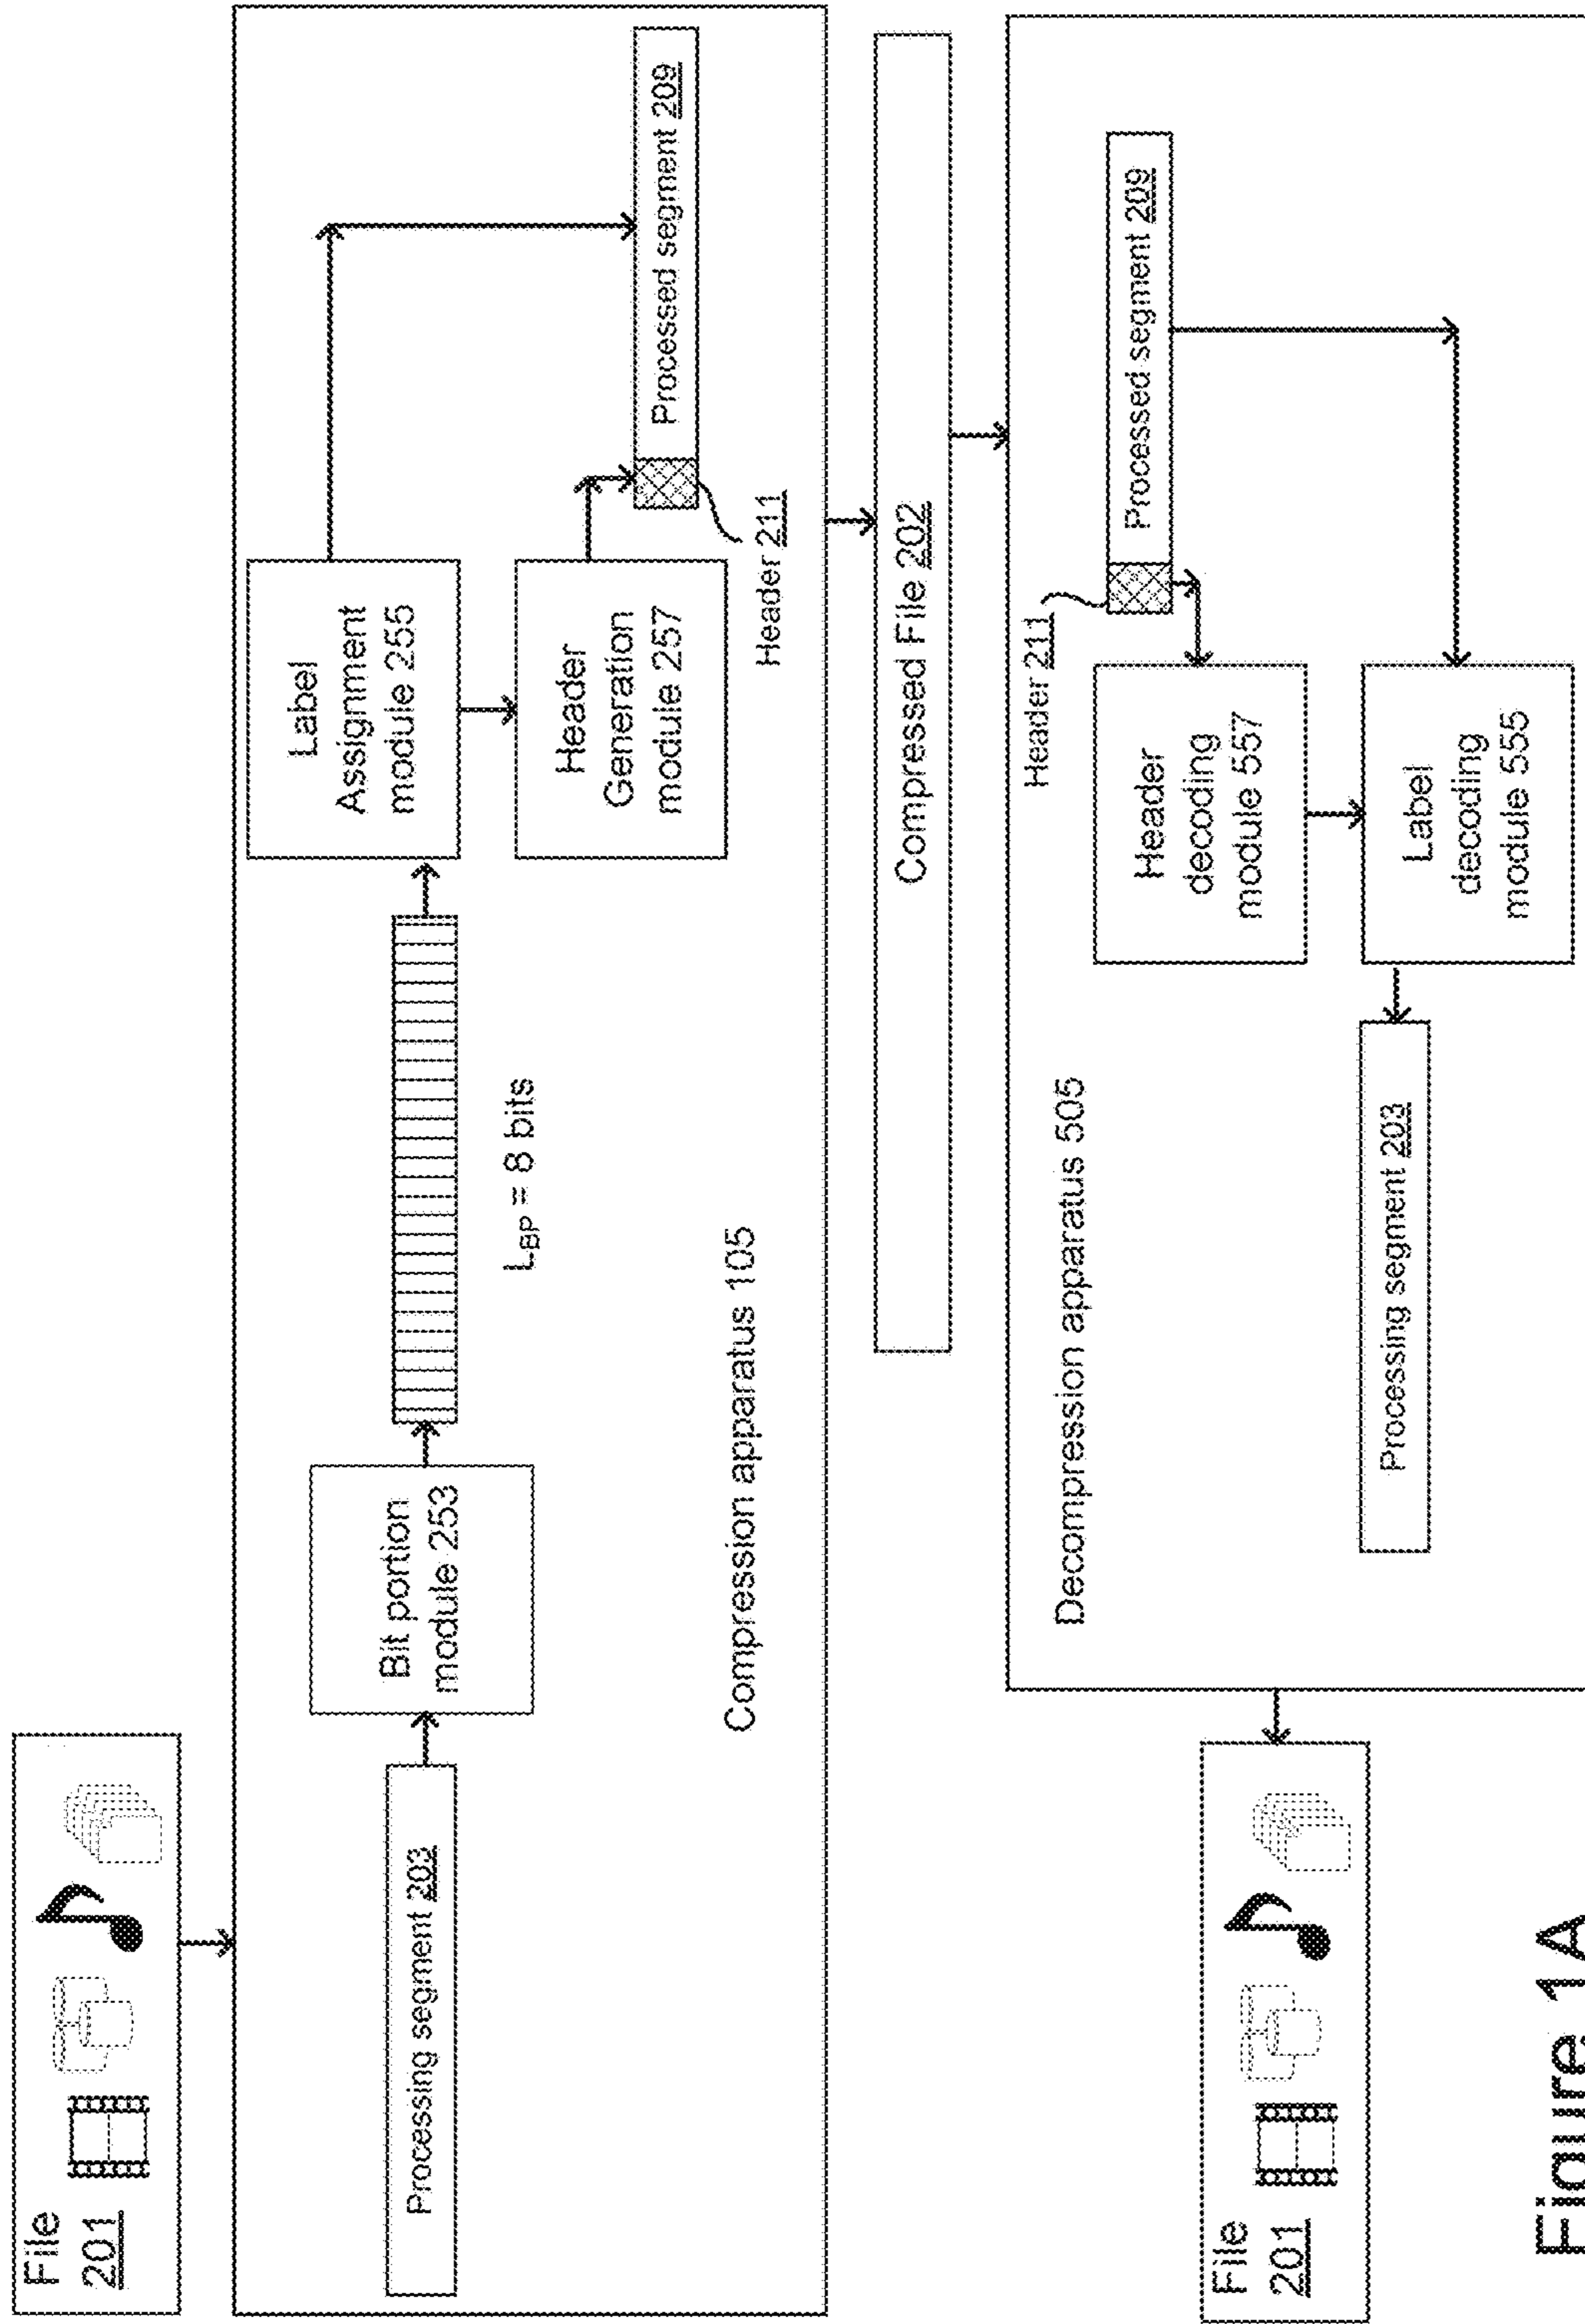 File
201
Processing segment 203
Bit portion
module 253
L_BP = 8 bits
Label
Assignment
module 255
Header
Generation
module 257
Processed segment 209
Header 211
Compression apparatus 105
Compressed File 202
Decompression apparatus 505
Header 211
Processed segment 209
Header
decoding
module 557
Label
decoding
module 555
Processing segment 203
File
201
Figure 1A